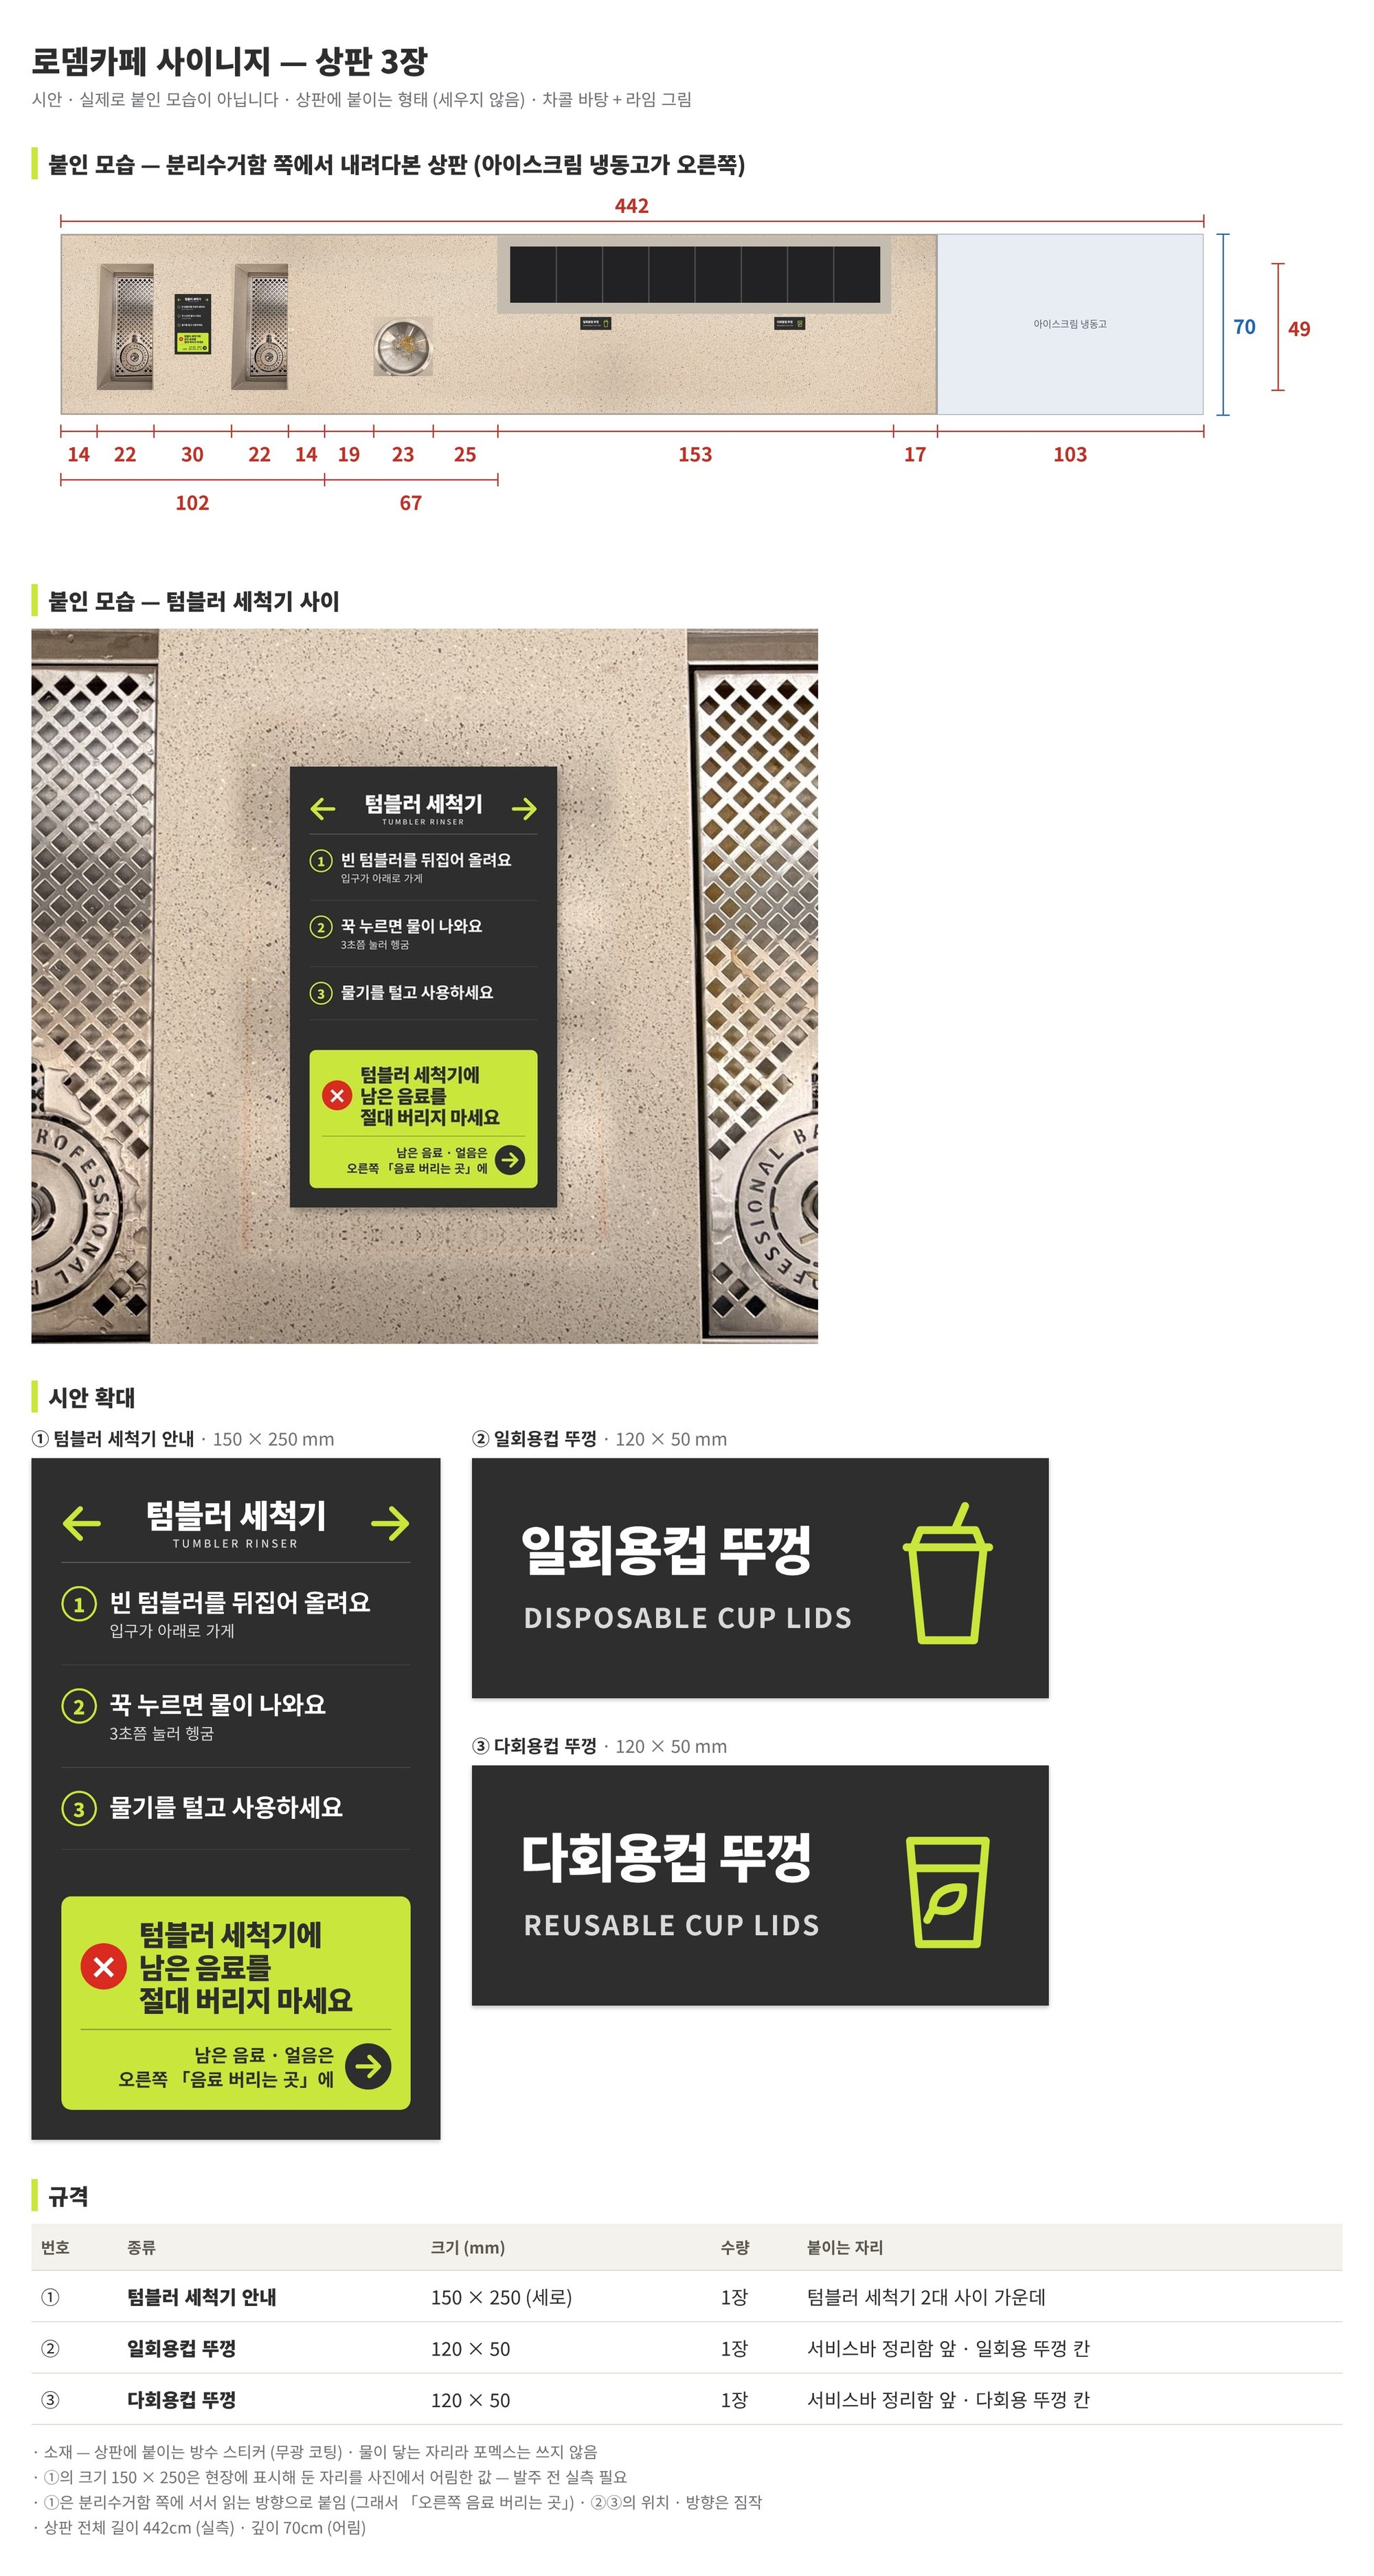 로뎀카페 사이니지 — 상판 3장
시안 · 실제로 붙인 모습이 아닙니다 · 상판에 붙이는 형태 (세우지 않음) · 차콜 바탕 + 라임 그림
붙인 모습 — 분리수거함 쪽에서 내려다본 상판 (아이스크림 냉동고가 오른쪽)
442
텀블러 세척기
일회용컵 뚜껑
다회용컵 뚜껑
아이스크림 냉동고
70
49
14 22 30 22 14 19 23 25 153 17 103
102 67
붙인 모습 — 텀블러 세척기 사이
텀블러 세척기
TUMBLER RINSER
1 빈 텀블러를 뒤집어 올려요
입구가 아래로 가게
2 꾹 누르면 물이 나와요
3초쯤 눌러 헹굼
3 물기를 털고 사용하세요
텀블러 세척기에
남은 음료를
절대 버리지 마세요
남은 음료 · 얼음은
오른쪽 「음료 버리는 곳」에
PROFESSIONAL
PROFESSIONAL BA
시안 확대
① 텀블러 세척기 안내 · 150 × 250 mm
텀블러 세척기
TUMBLER RINSER
1 빈 텀블러를 뒤집어 올려요
입구가 아래로 가게
2 꾹 누르면 물이 나와요
3초쯤 눌러 헹굼
3 물기를 털고 사용하세요
텀블러 세척기에
남은 음료를
절대 버리지 마세요
남은 음료 · 얼음은
오른쪽 「음료 버리는 곳」에
② 일회용컵 뚜껑 · 120 × 50 mm
일회용컵 뚜껑
DISPOSABLE CUP LIDS
③ 다회용컵 뚜껑 · 120 × 50 mm
다회용컵 뚜껑
REUSABLE CUP LIDS
규격
번호 종류 크기 (mm) 수량 붙이는 자리
① 텀블러 세척기 안내 150 × 250 (세로) 1장 텀블러 세척기 2대 사이 가운데
② 일회용컵 뚜껑 120 × 50 1장 서비스바 정리함 앞 · 일회용 뚜껑 칸
③ 다회용컵 뚜껑 120 × 50 1장 서비스바 정리함 앞 · 다회용 뚜껑 칸
· 소재 — 상판에 붙이는 방수 스티커 (무광 코팅) · 물이 닿는 자리라 포멕스는 쓰지 않음
· ①의 크기 150 × 250은 현장에 표시해 둔 자리를 사진에서 어림한 값 — 발주 전 실측 필요
· ①은 분리수거함 쪽에 서서 읽는 방향으로 붙임 (그래서 「오른쪽 음료 버리는 곳」) · ②③의 위치 · 방향은 짐작
· 상판 전체 길이 442cm (실측) · 깊이 70cm (어림)